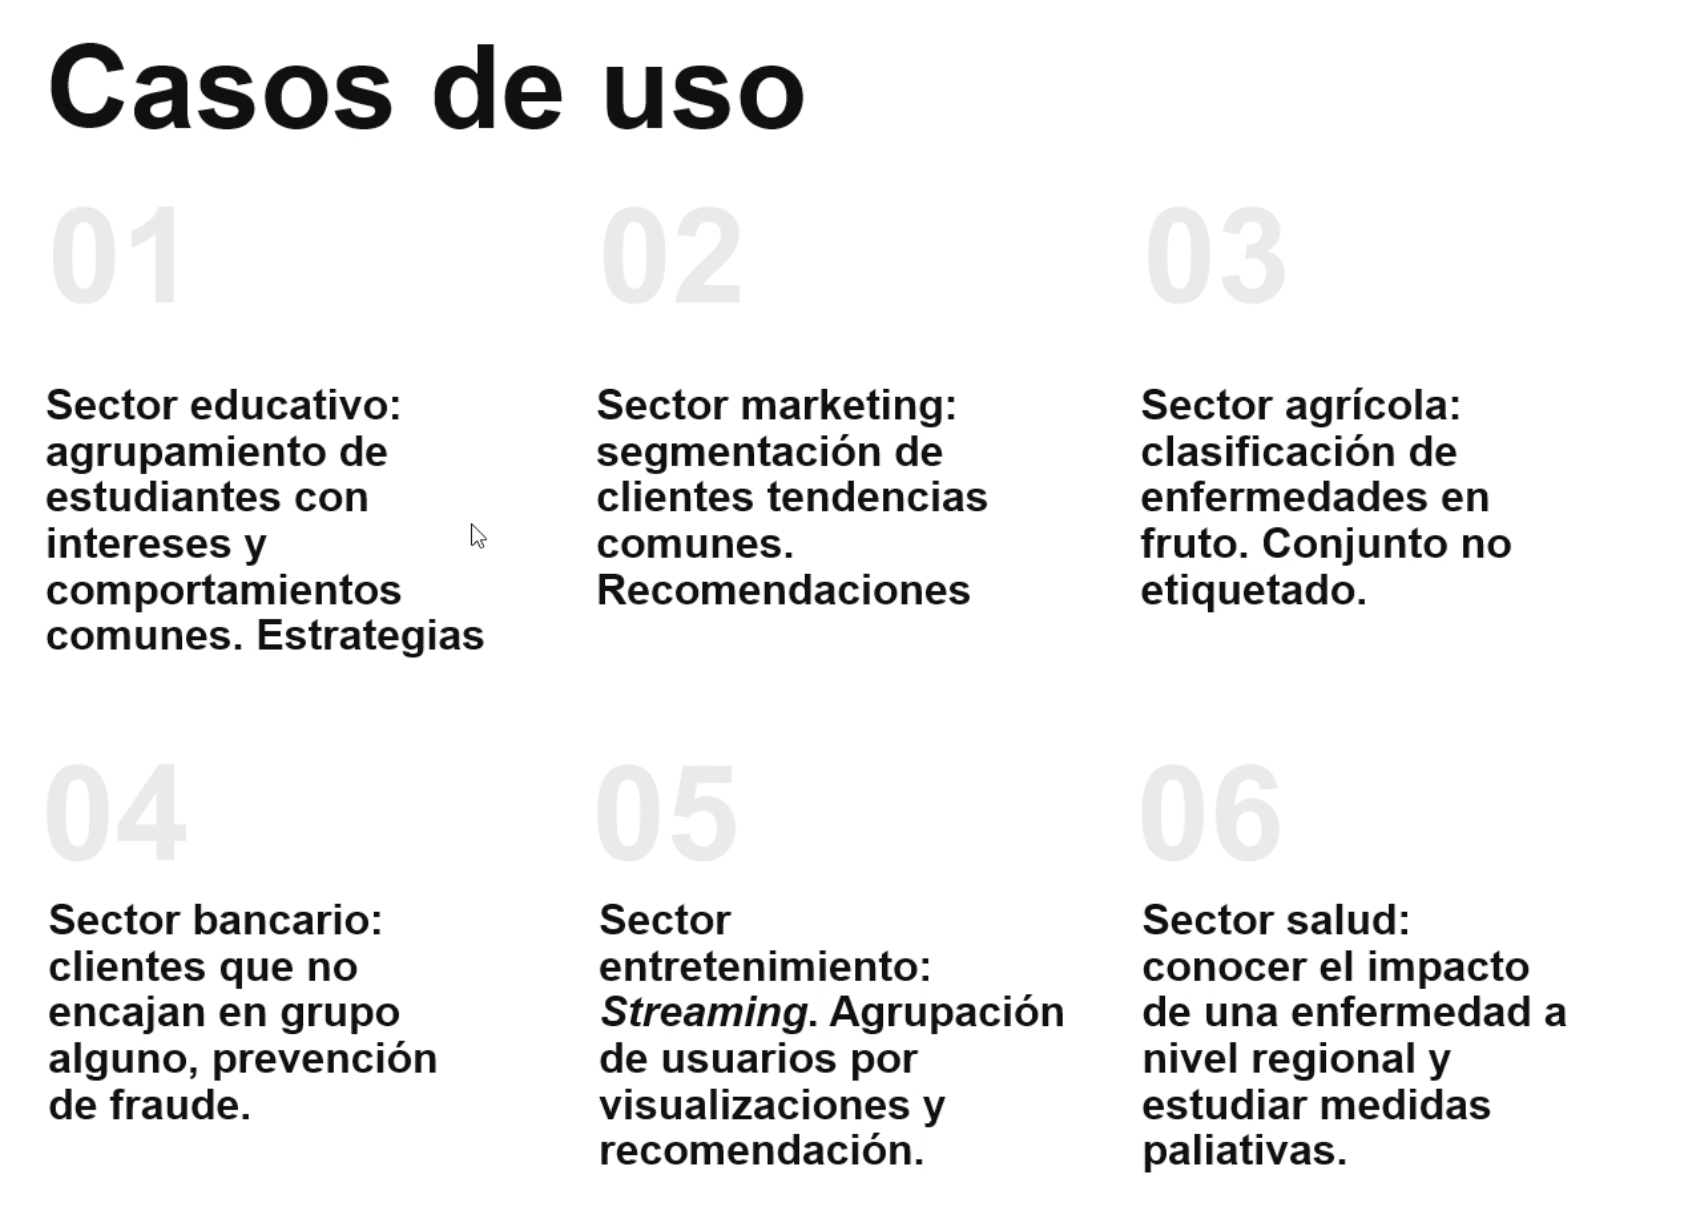 Casos de uso
01
Sector educativo:
agrupamiento de
estudiantes con
intereses y
comportamientos
comunes. Estrategias
02
Sector marketing:
segmentación de
clientes tendencias
comunes.
Recomendaciones
03
Sector agrícola:
clasificación de
enfermedades en
fruto. Conjunto no
etiquetado.
04
Sector bancario:
clientes que no
encajan en grupo
alguno, prevención
de fraude.
05
Sector
entretenimiento:
Streaming. Agrupación
de usuarios por
visualizaciones y
recomendación.
06
Sector salud:
conocer el impacto
de una enfermedad a
nivel regional y
estudiar medidas
paliativas.